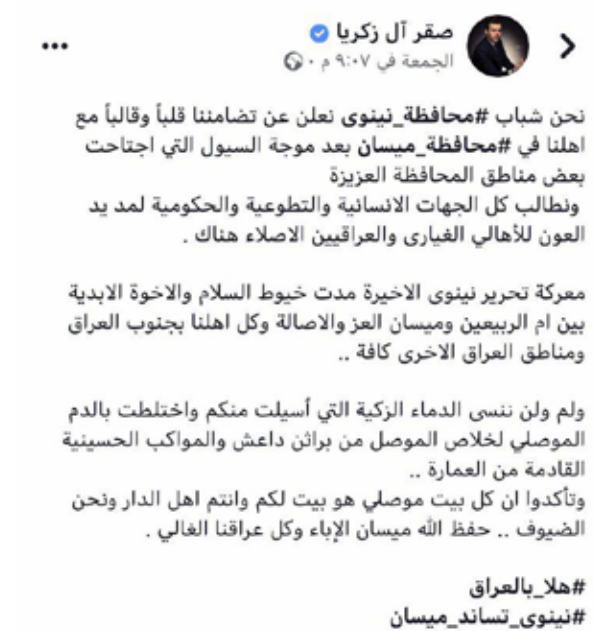 صقر آل زكريا
الجمعة في ٩:٠٧ م ·
نحن شباب #محافظة_نينوى نعلن عن تضامننا قلباً وقالباً مع
اهلنا في #محافظة_ميسان بعد موجة السيول التي اجتاحت
بعض مناطق المحافظة العزيزة
ونطالب كل الجهات الانسانية والتطوعية والحكومية لمد يد
العون للأهالي الغيارى والعراقيين الاصلاء هناك .
معركة تحرير نينوى الاخيرة مدت خيوط السلام والاخوة الابدية
بين ام الربيعين وميسان العز والاصالة وكل اهلنا بجنوب العراق
ومناطق العراق الاخرى كافة ..
ولم ولن ننسى الدماء الزكية التي أسيلت منكم واختلطت بالدم
الموصلي لخلاص الموصل من براثن داعش والمواكب الحسينية
القادمة من العمارة ..
وتأكدوا ان كل بيت موصلي هو بيت لكم وانتم اهل الدار ونحن
الضيوف .. حفظ الله ميسان الإباء وكل عراقنا الغالي .
#هلا_بالعراق
#نينوى_تساند_ميسان